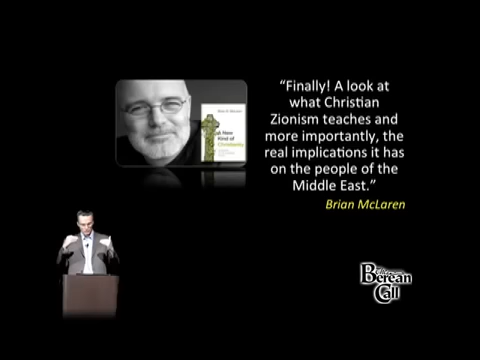 “Finally! A look at
what Christian
Zionism teaches and
more importantly, the
real implications it has
on the people of the
Middle East.”
Brian McLaren
a New
Kind of
Christianity
The
Berean
Call